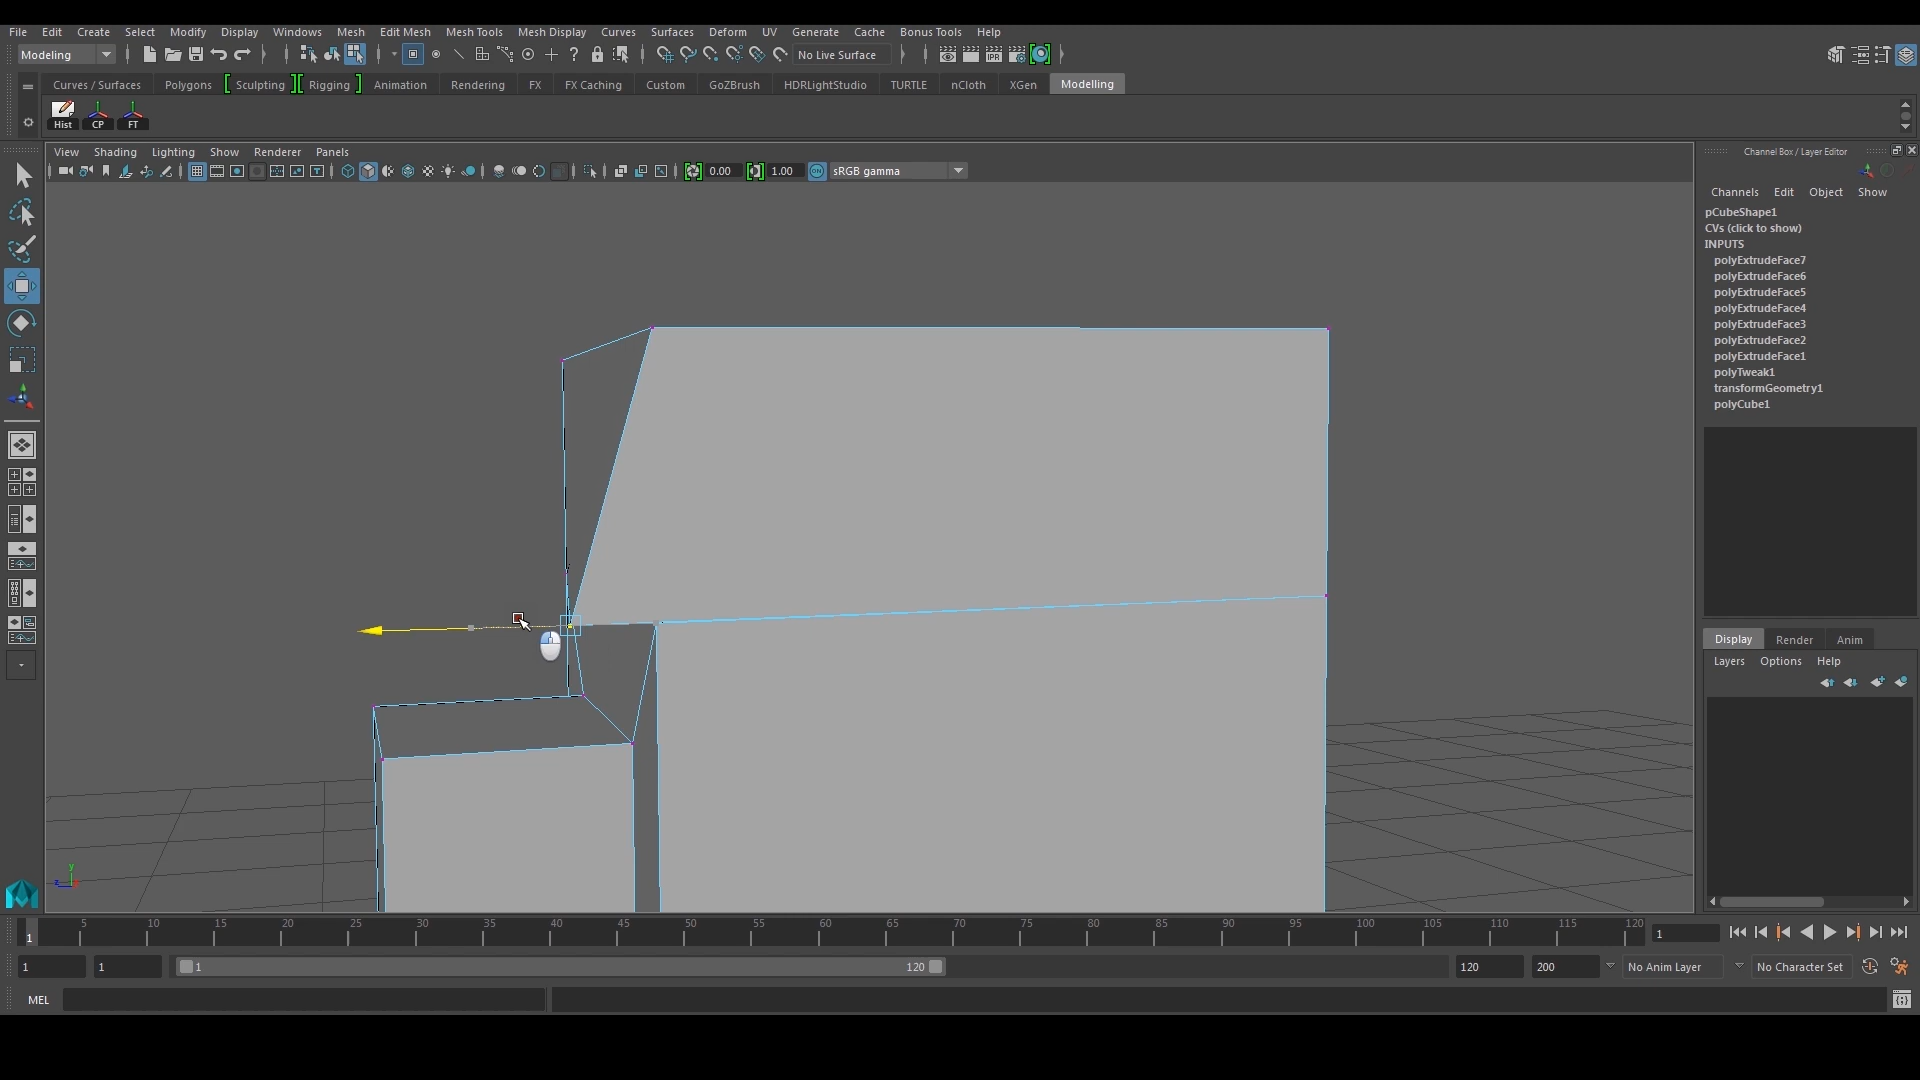 File Edit Create Select Modify Display Windows Mesh Edit Mesh Mesh Tools Mesh Display Curves Surfaces Deform UV Generate Cache Bonus Tools Help
Modeling No Live Surface
Curves / Surfaces Polygons Sculpting Rigging Animation Rendering FX FX Caching Custom GoZBrush HDRLightStudio TURTLE nCloth XGen Modelling
Hist CP FT
View Shading Lighting Show Renderer Panels
0.00 1.00 ON sRGB gamma
Channel Box / Layer Editor
Channels Edit Object Show
pCubeShape1
CVs (click to show)
INPUTS
polyExtrudeFace7
polyExtrudeFace6
polyExtrudeFace5
polyExtrudeFace4
polyExtrudeFace3
polyExtrudeFace2
polyExtrudeFace1
polyTweak1
transformGeometry1
polyCube1
Display Render Anim
Layers Options Help
y
z
5 10 15 20 25 30 35 40 45 50 55 60 65 70 75 80 85 90 95 100 105 110 115 120
1 1
1 1 1 120 120 200 No Anim Layer No Character Set
MEL